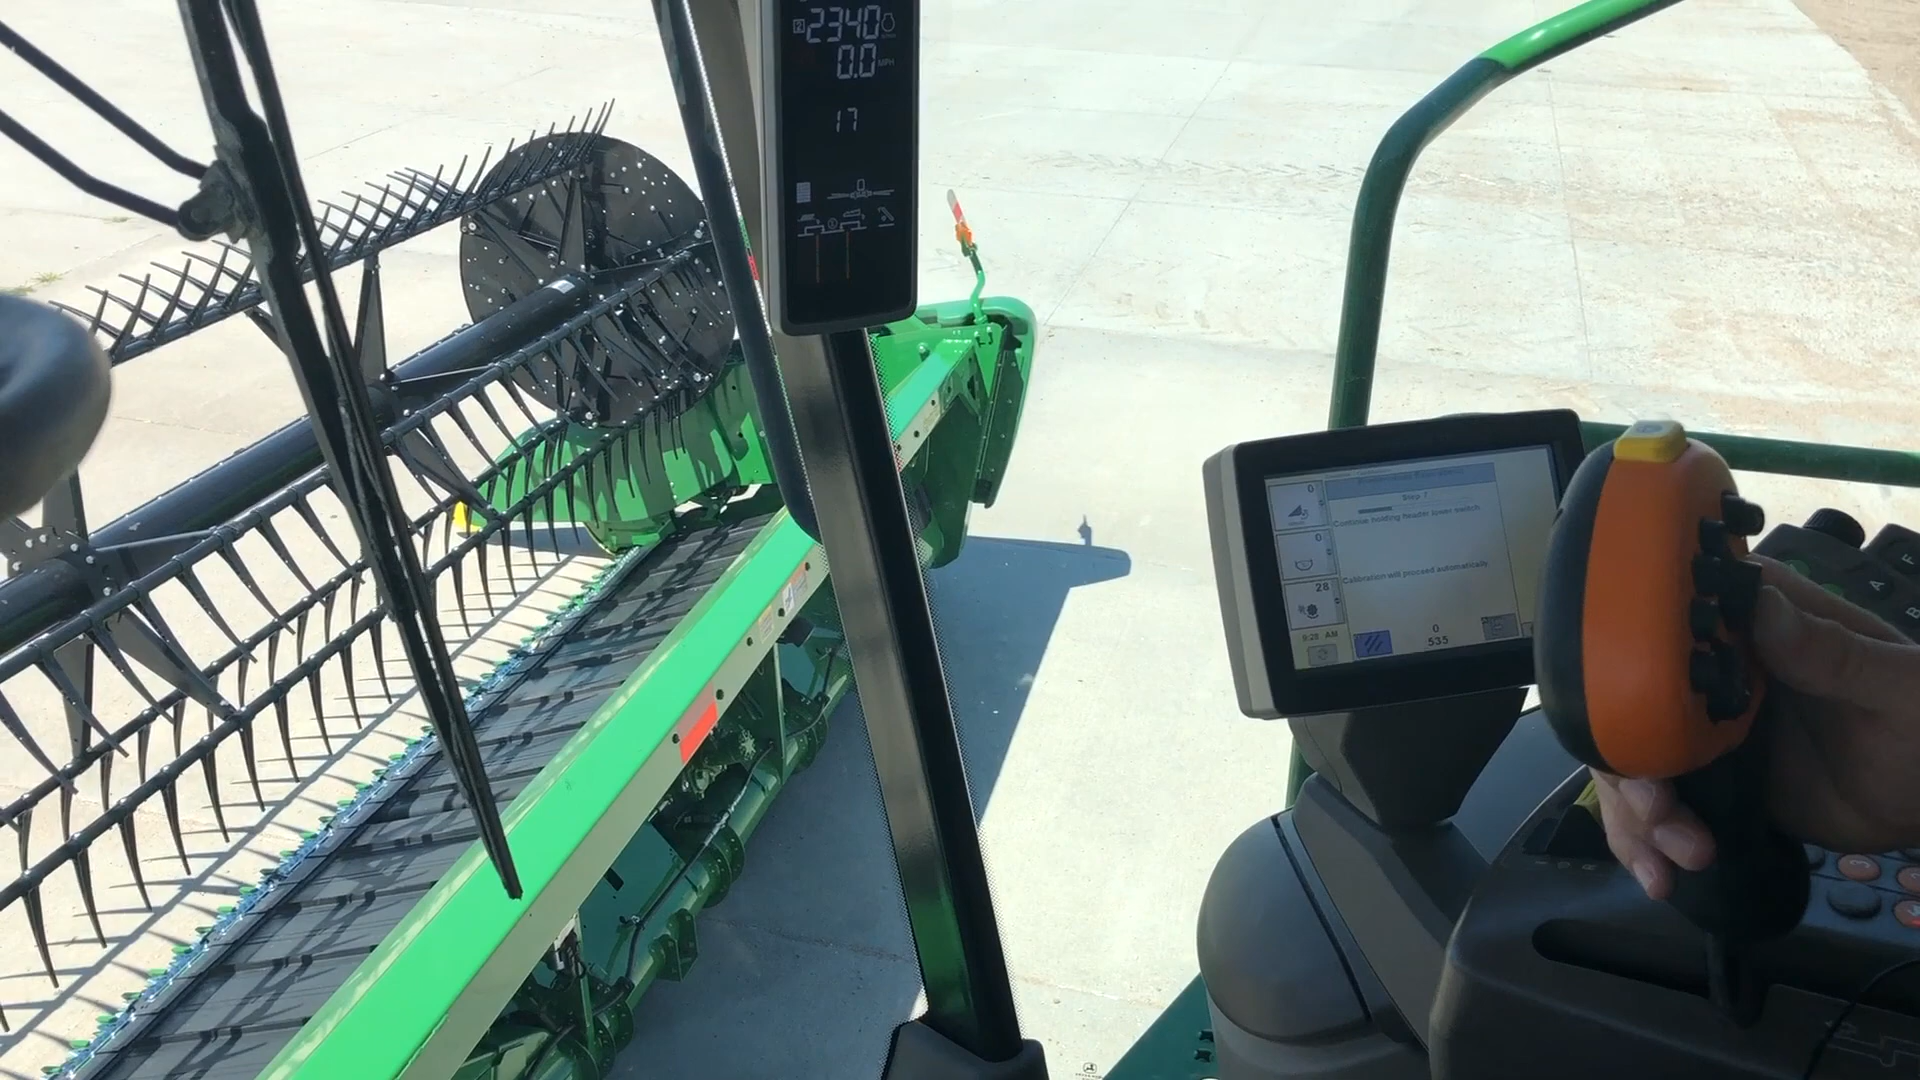 2340
0.0 MPH
17
0
Step 7
Continue holding header lower switch.
0
Calibration will proceed automatically.
28
9:28 AM
0
535
A
F
B